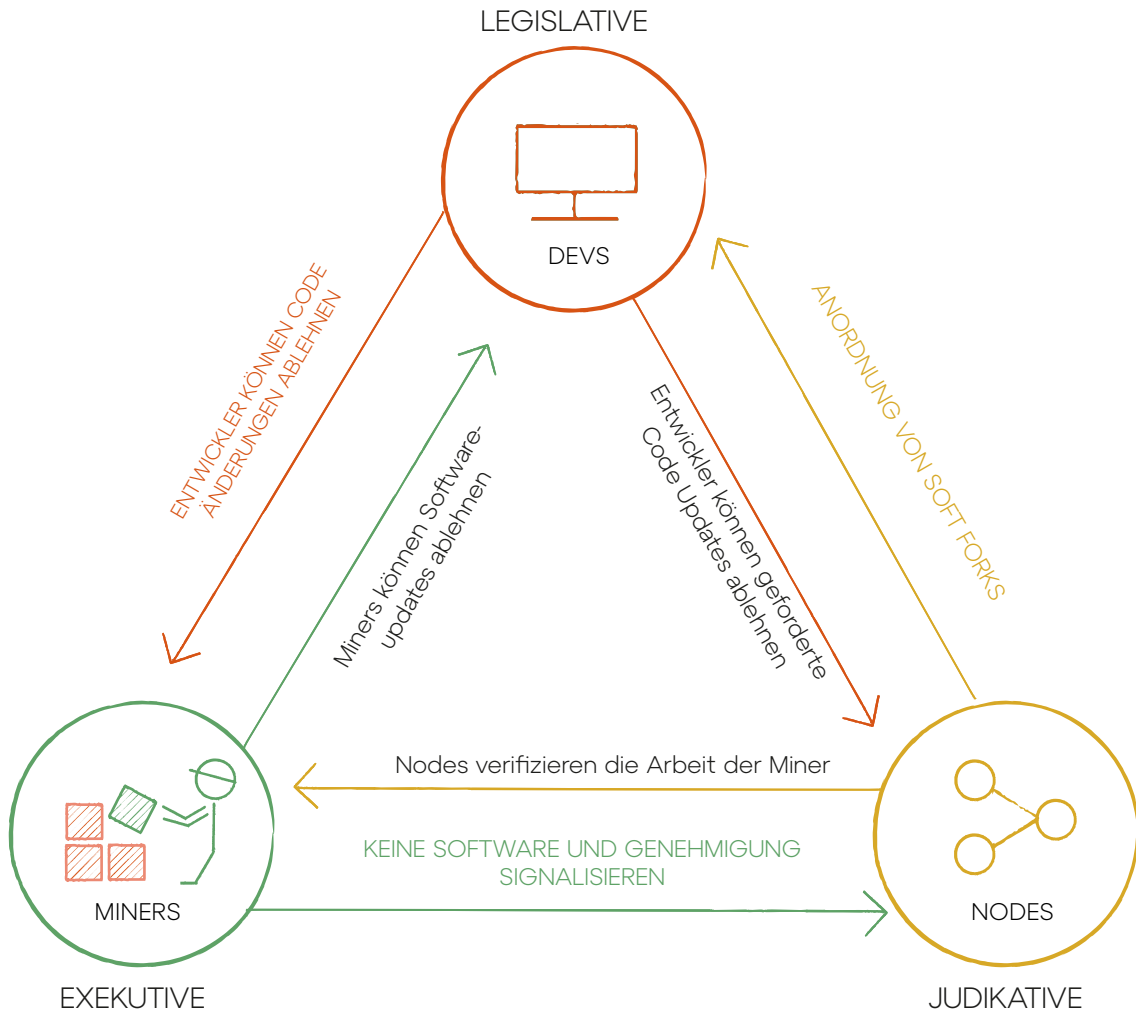 LEGISLATIVE
DEVS
ENTWICKLER KÖNNEN CODE
ÄNDERUNGEN ABLEHNEN
Miners können Software-
updates ablehnen
Entwickler können geforderte
Code Updates ablehnen
ANORDNUNG VON SOFT FORKS
Nodes verifizieren die Arbeit der Miner
KEINE SOFTWARE UND GENEHMIGUNG
SIGNALISIEREN
MINERS
NODES
EXEKUTIVE
JUDIKATIVE